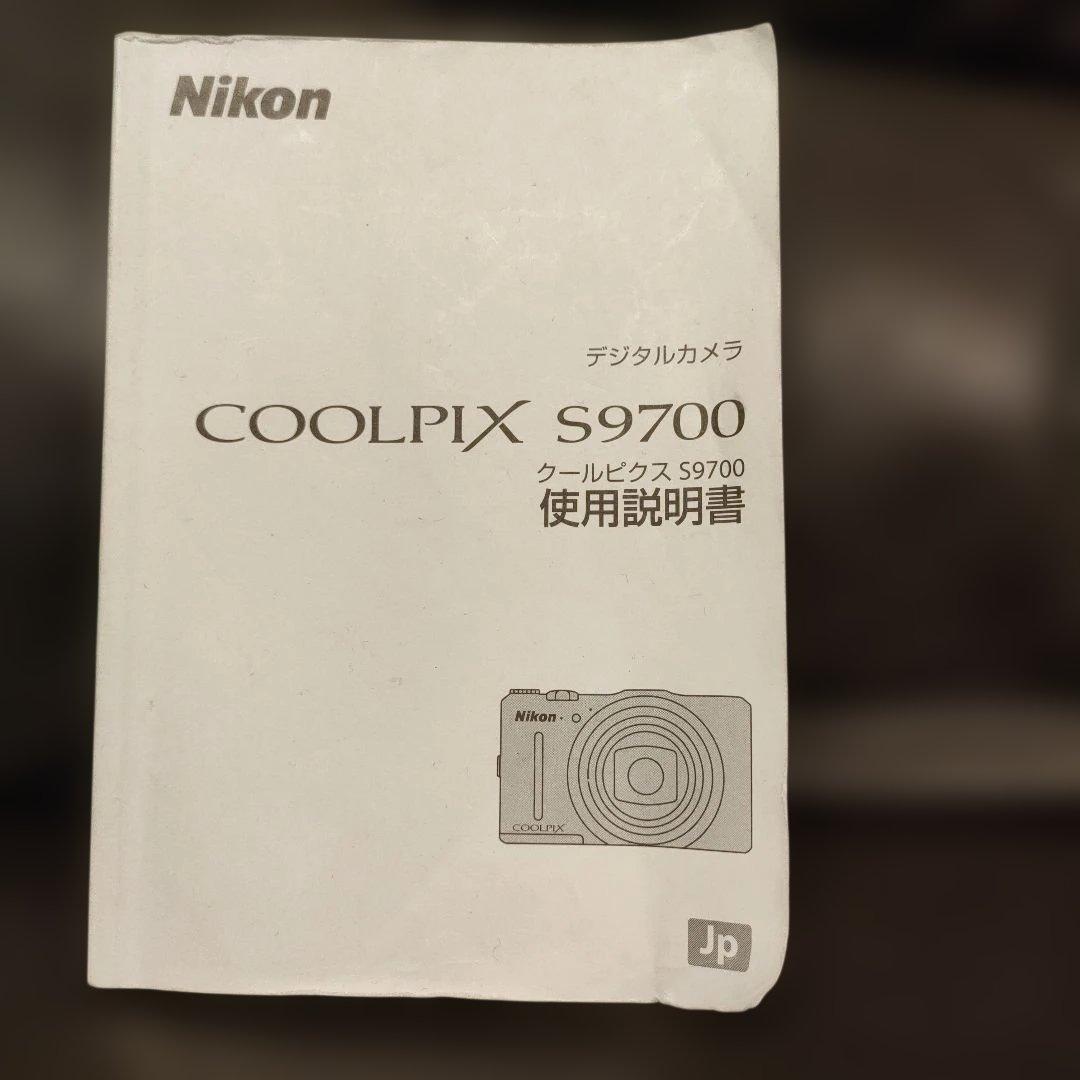 Nikon
デジタルカメラ
COOLPIX S9700
クールピクス S9700
使用説明書
Nikon
COOLPIX
Jp